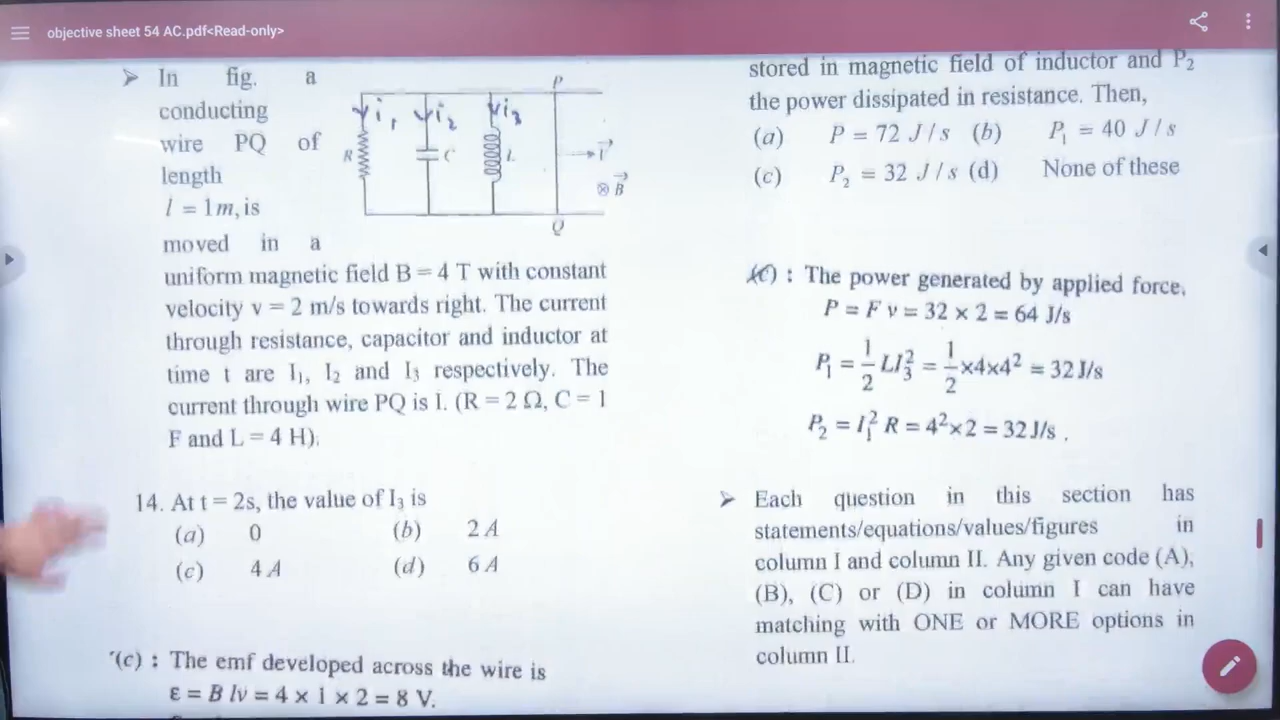 objective sheet 54 AC.pdf<Read-only>
In fig. a
conducting
wire PQ of
length
l = 1m, is
moved in a
uniform magnetic field B = 4 T with constant
velocity v = 2 m/s towards right. The current
through resistance, capacitor and inductor at
time t are I₁, I₂ and I₃ respectively. The
current through wire PQ is I. (R = 2 Ω, C = 1
F and L = 4 H).
i₁ i₂ i₃ P
R C L
B
Q
14. At t = 2s, the value of I₃ is
(a) 0 (b) 2 A
(c) 4 A (d) 6 A
(c) : The emf developed across the wire is
ε = B lv = 4 × 1 × 2 = 8 V.
stored in magnetic field of inductor and P₂
the power dissipated in resistance. Then,
(a) P = 72 J/s (b) P₁ = 40 J/s
(c) P₂ = 32 J/s (d) None of these
(c) : The power generated by applied force,
P = F v = 32 × 2 = 64 J/s
P₁ = 1/2 LI₃² = 1/2 ×4×4² = 32 J/s
P₂ = I₁² R = 4²×2 = 32 J/s .
Each question in this section has
statements/equations/values/figures in
column I and column II. Any given code (A),
(B), (C) or (D) in column I can have
matching with ONE or MORE options in
column II.